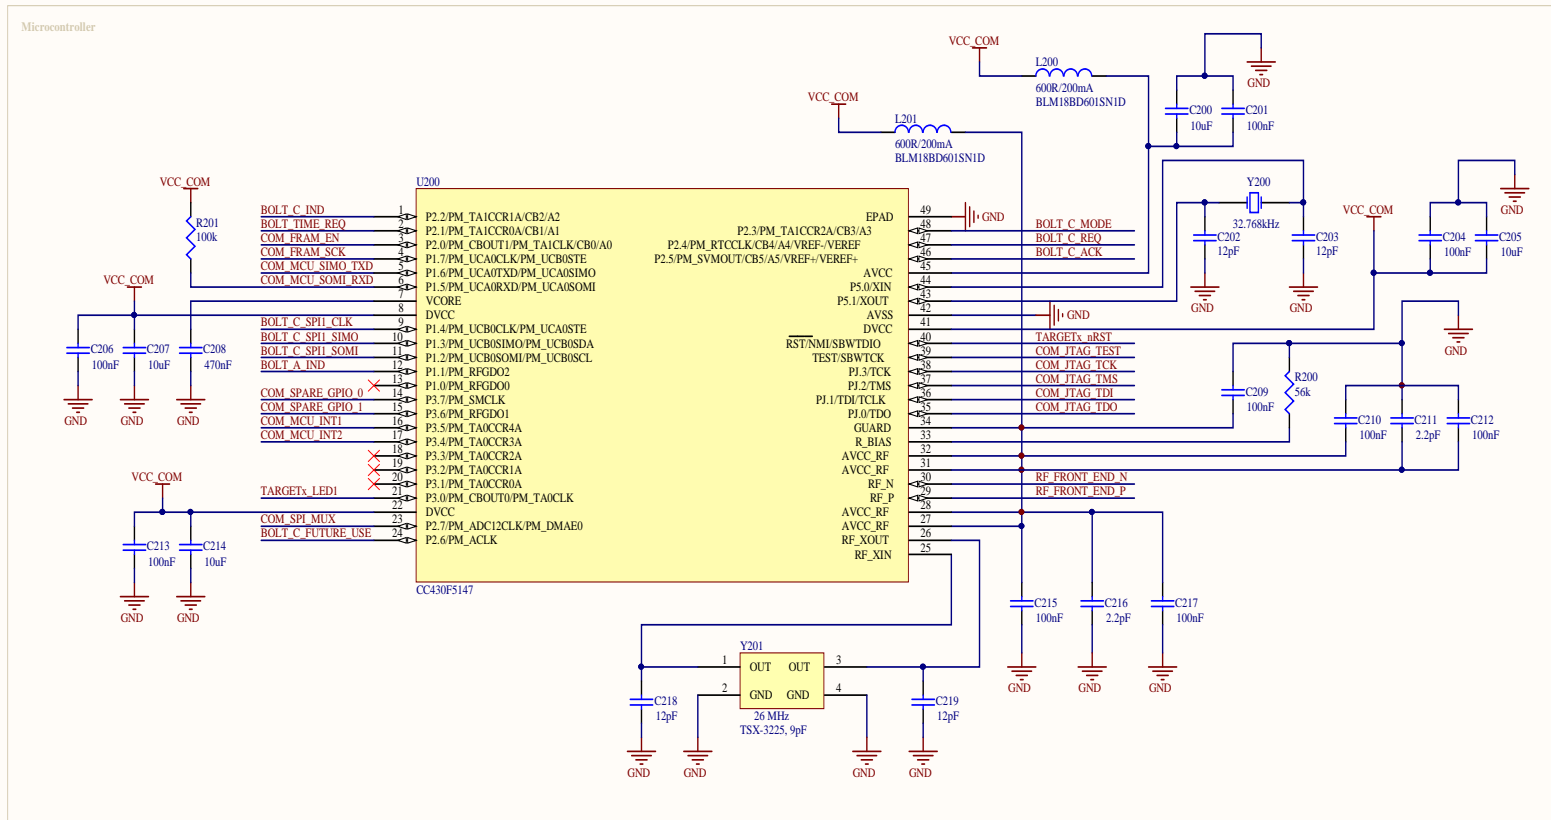 Microcontroller
VCC_COM
L200
600R/200mA
BLM18BD601SN1D
GND
C200
10uF
C201
100nF
VCC_COM
L201
600R/200mA
BLM18BD601SN1D
Y200
32.768kHz
C202
12pF
C203
12pF
GND
GND
VCC_COM
GND
C204
100nF
C205
10uF
VCC_COM
R201
100k
VCC_COM
C206
100nF
C207
10uF
C208
470nF
GND
GND
GND
VCC_COM
C213
100nF
C214
10uF
GND
GND
U200
BOLT_C_IND 1 P2.2/PM_TA1CCR1A/CB2/A2
BOLT_TIME_REQ 2 P2.1/PM_TA1CCR0A/CB1/A1
COM_FRAM_EN 3 P2.0/PM_CBOUT1/PM_TA1CLK/CB0/A0
COM_FRAM_SCK 4 P1.7/PM_UCA0CLK/PM_UCB0STE
COM_MCU_SIMO_TXD 5 P1.6/PM_UCA0TXD/PM_UCA0SIMO
COM_MCU_SOMI_RXD 6 P1.5/PM_UCA0RXD/PM_UCA0SOMI
7 VCORE
8 DVCC
BOLT_C_SPI1_CLK 9 P1.4/PM_UCB0CLK/PM_UCA0STE
BOLT_C_SPI1_SIMO 10 P1.3/PM_UCB0SIMO/PM_UCB0SDA
BOLT_C_SPI1_SOMI 11 P1.2/PM_UCB0SOMI/PM_UCB0SCL
BOLT_A_IND 12 P1.1/PM_RFGDO2
13 P1.0/PM_RFGDO0
COM_SPARE_GPIO_0 14 P3.7/PM_SMCLK
COM_SPARE_GPIO_1 15 P3.6/PM_RFGDO1
COM_MCU_INT1 16 P3.5/PM_TA0CCR4A
COM_MCU_INT2 17 P3.4/PM_TA0CCR3A
18 P3.3/PM_TA0CCR2A
19 P3.2/PM_TA0CCR1A
20 P3.1/PM_TA0CCR0A
TARGETx_LED1 21 P3.0/PM_CBOUT0/PM_TA0CLK
22 DVCC
COM_SPI_MUX 23 P2.7/PM_ADC12CLK/PM_DMAE0
BOLT_C_FUTURE_USE 24 P2.6/PM_ACLK
EPAD 49 GND
P2.3/PM_TA1CCR2A/CB3/A3 48 BOLT_C_MODE
P2.4/PM_RTCCLK/CB4/A4/VREF-/VEREF 47 BOLT_C_REQ
P2.5/PM_SVMOUT/CB5/A5/VREF+/VEREF+ 46 BOLT_C_ACK
AVCC 45
P5.0/XIN 44
P5.1/XOUT 43
AVSS 42 GND
DVCC 41
RST/NMI/SBWTDIO 40 TARGETx_nRST
TEST/SBWTCK 39 COM_JTAG_TEST
PJ.3/TCK 38 COM_JTAG_TCK
PJ.2/TMS 37 COM_JTAG_TMS
PJ.1/TDI/TCLK 36 COM_JTAG_TDI
PJ.0/TDO 35 COM_JTAG_TDO
GUARD 34
R_BIAS 33
AVCC_RF 32
AVCC_RF 31
RF_N 30 RF_FRONT_END_N
RF_P 29 RF_FRONT_END_P
AVCC_RF 28
AVCC_RF 27
RF_XOUT 26
RF_XIN 25
CC430F5147
GND
C209
100nF
R200
56k
C210
100nF
C211
2.2pF
C212
100nF
C215
100nF
C216
2.2pF
C217
100nF
GND
GND
GND
Y201
1 OUT OUT 3
2 GND GND 4
26 MHz
TSX-3225, 9pF
C218
12pF
C219
12pF
GND
GND
GND
GND